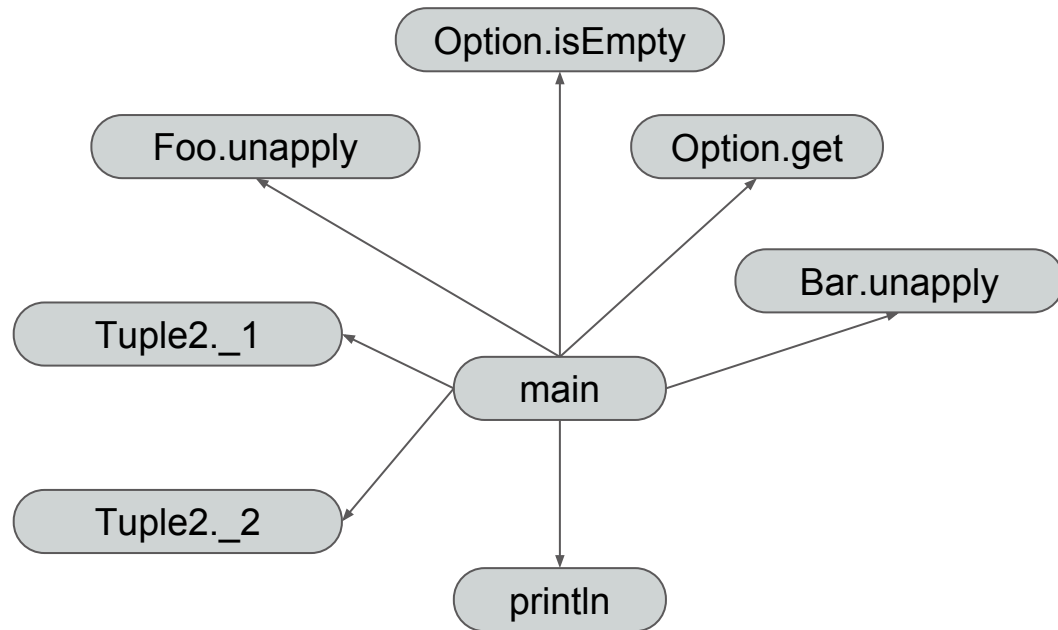 Option.isEmpty
Foo.unapply
Option.get
Bar.unapply
Tuple2._1
main
Tuple2._2
println